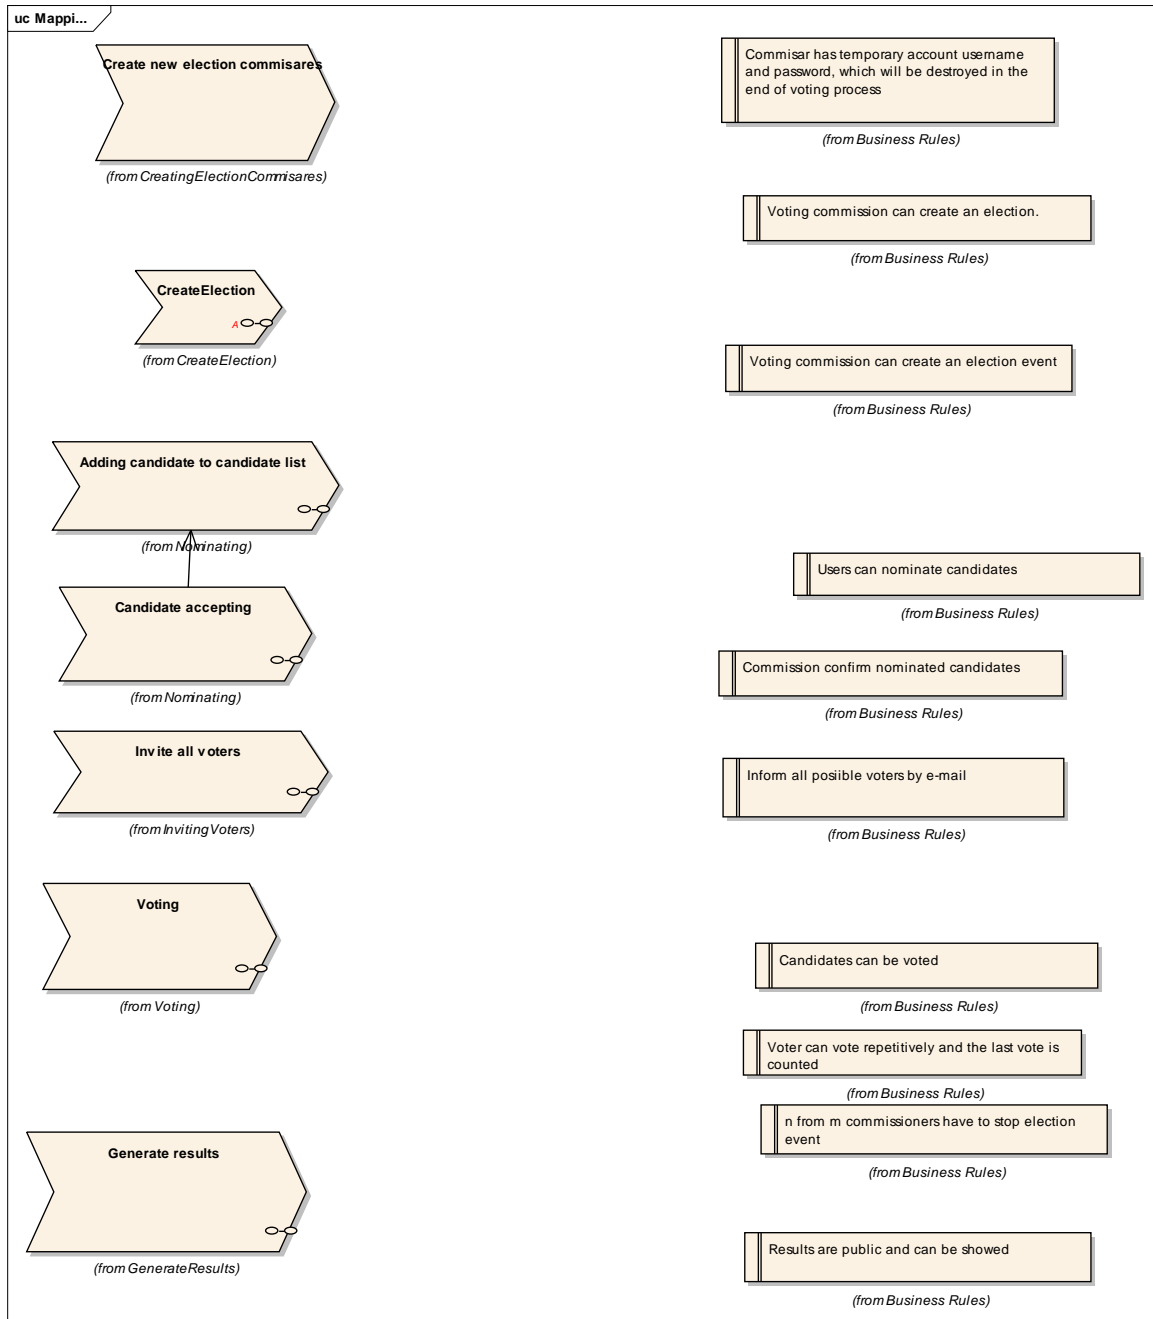 uc Mappi...
Create new election commisares
(from CreatingElectionCommisares)
Commisar has temporary account username
and password, which will be destroyed in the
end of voting process
(from Business Rules)
Voting commission can create an election.
(from Business Rules)
CreateElection
A
(from CreateElection)
Voting commission can create an election event
(from Business Rules)
Adding candidate to candidate list
(from Nominating)
Users can nominate candidates
(from Business Rules)
Candidate accepting
(from Nominating)
Commission confirm nominated candidates
(from Business Rules)
Invite all voters
(from InvitingVoters)
Inform all posiible voters by e-mail
(from Business Rules)
Voting
(from Voting)
Candidates can be voted
(from Business Rules)
Voter can vote repetitively and the last vote is
counted
(from Business Rules)
n from m commissioners have to stop election
event
(from Business Rules)
Generate results
(from GenerateResults)
Results are public and can be showed
(from Business Rules)